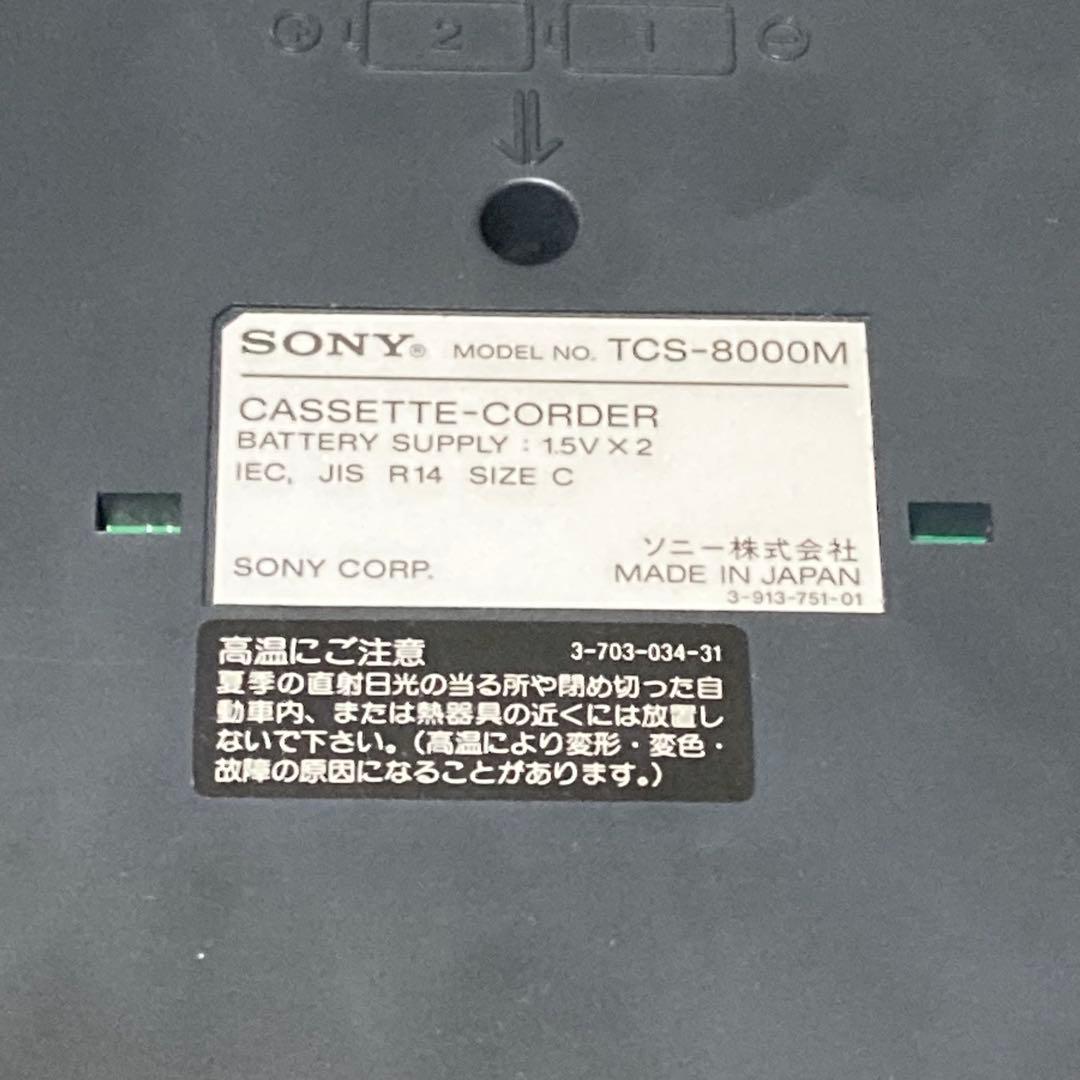 2 1
SONY® MODEL NO. TCS-8000M
CASSETTE-CORDER
BATTERY SUPPLY : 1.5V × 2
IEC, JIS R14 SIZE C
ソニー株式会社
SONY CORP. MADE IN JAPAN
3-913-751-01
高温にご注意 3-703-034-31
夏季の直射日光の当る所や閉め切った自
動車内、または熱器具の近くには放置し
ないで下さい。(高温により変形・変色・
故障の原因になることがあります。)